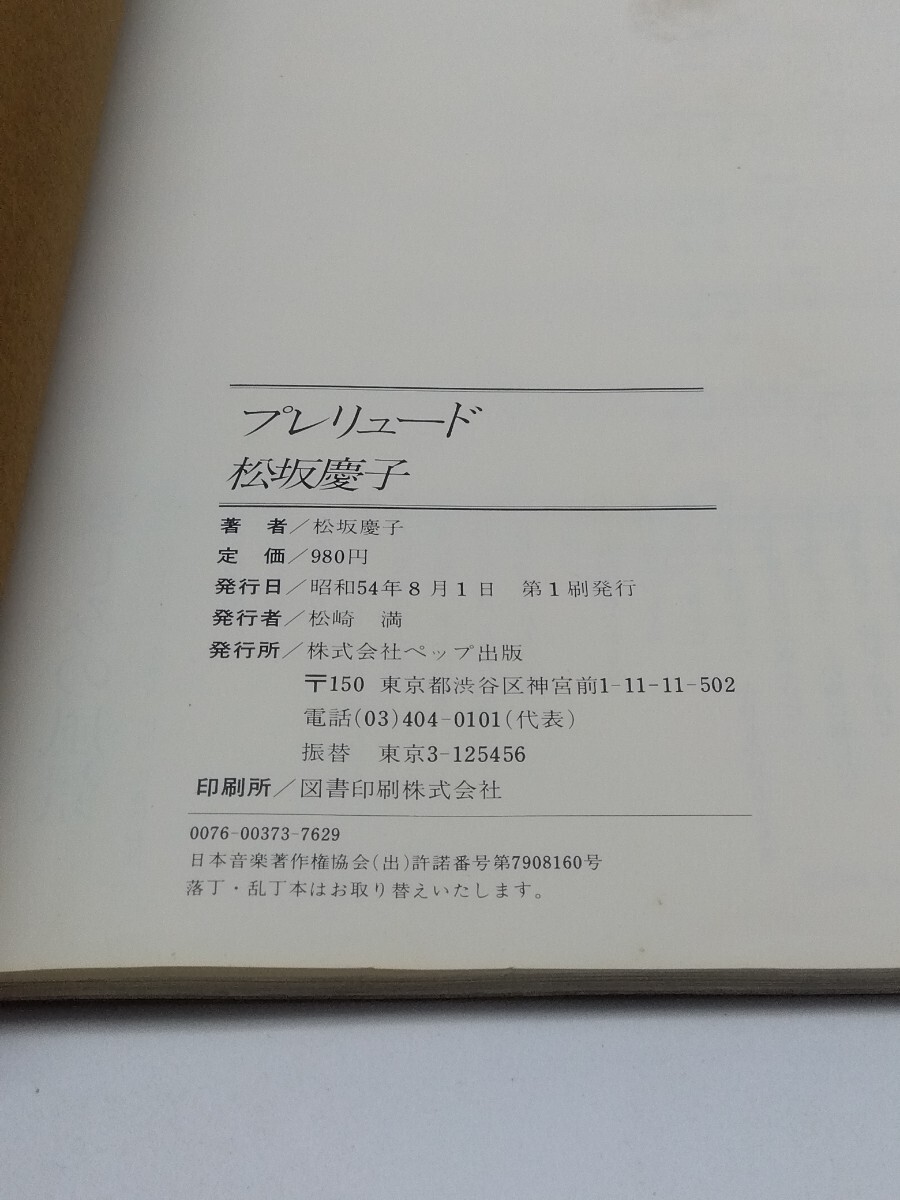 プレリュード
松坂慶子
著　者／松坂慶子
定　価／980円
発行日／昭和54年8月1日　第1刷発行
発行者／松崎　満
発行所／株式会社ペップ出版
〒150 東京都渋谷区神宮前1-11-11-502
電話(03)404-0101(代表)
振替　東京3-125456
印刷所／図書印刷株式会社
0076-00373-7629
日本音楽著作権協会(出)許諾番号第7908160号
落丁・乱丁本はお取り替えいたします。